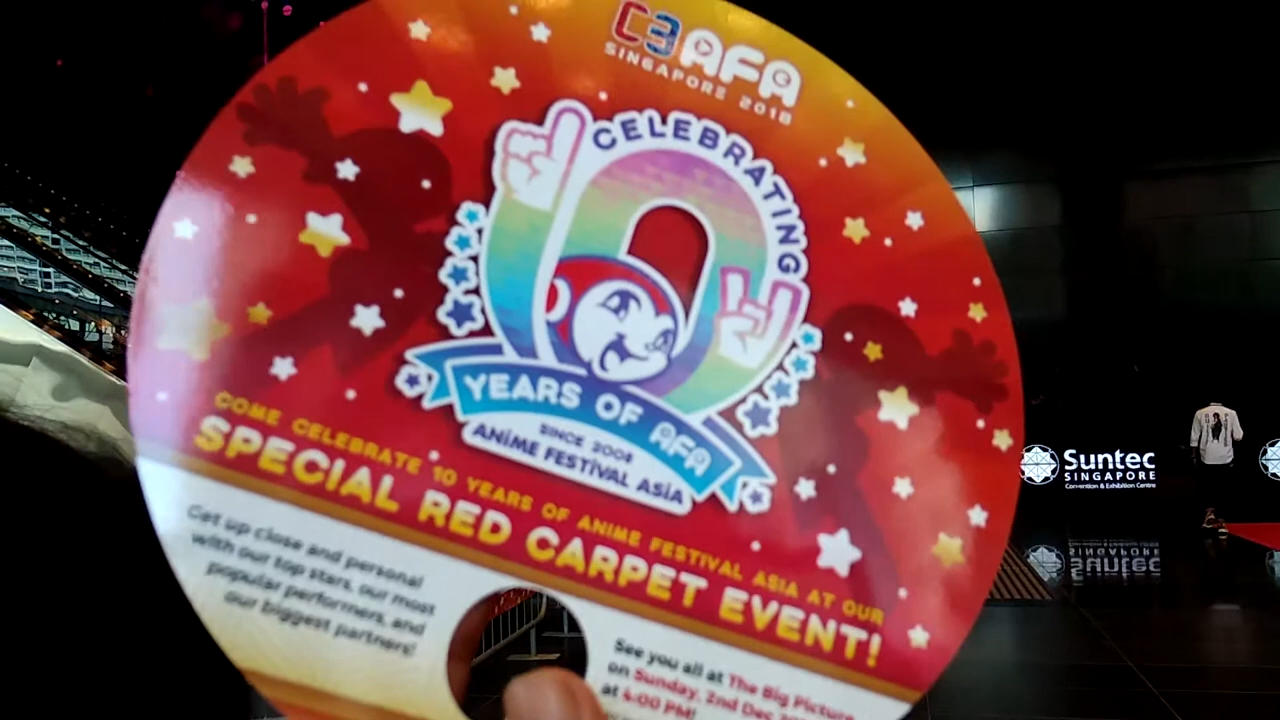 C3AFA
SINGAPORE 2018
CELEBRATING
10
YEARS OF AFA
SINCE 2008
ANiME FESTiVAL ASiA
COME CELEBRATE 10 YEARS OF ANIME FESTIVAL ASIA AT OUR
SPECIAL RED CARPET EVENT!
Get up close and personal
with our top stars, our most
popular performers, and
our biggest partners!
See you all at The Big Picture
on Sunday, 2nd Dec
at 6:00 PM!
Suntec
SINGAPORE
Convention & Exhibition Centre